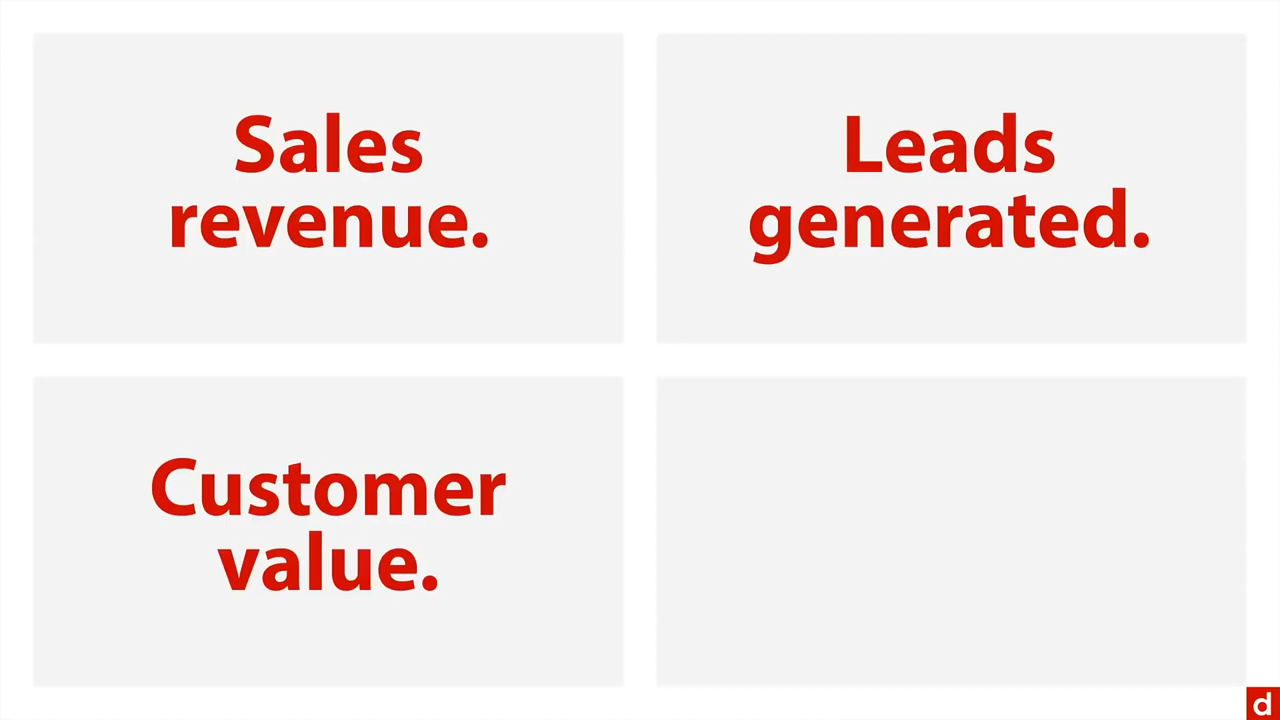 Sales
revenue.
Leads
generated.
Customer
value.
d